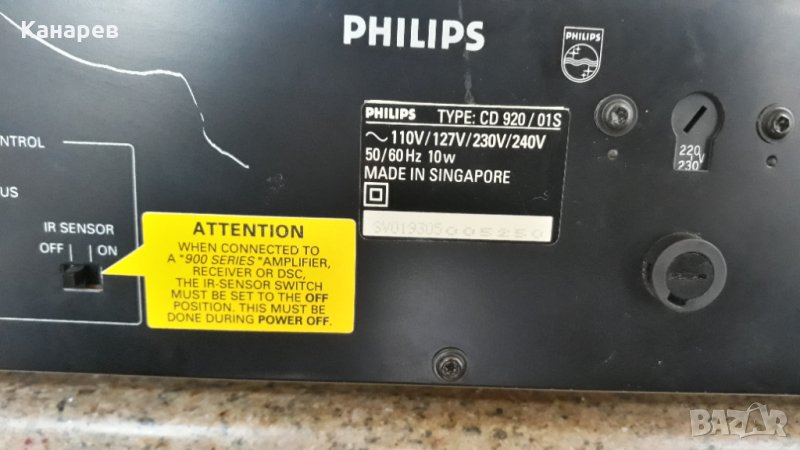 Канарев
PHILIPS
PHILIPS
PHILIPS TYPE: CD 920 / 01S
~ 110V/127V/230V/240V
50/60 Hz 10w
MADE IN SINGAPORE
SV019305005250
220
230 V
NTROL
US
IR SENSOR
OFF ON
ATTENTION
WHEN CONNECTED TO
A "900 SERIES "AMPLIFIER,
RECEIVER OR DSC,
THE IR-SENSOR SWITCH
MUST BE SET TO THE OFF
POSITION. THIS MUST BE
DONE DURING POWER OFF.
BAZAR